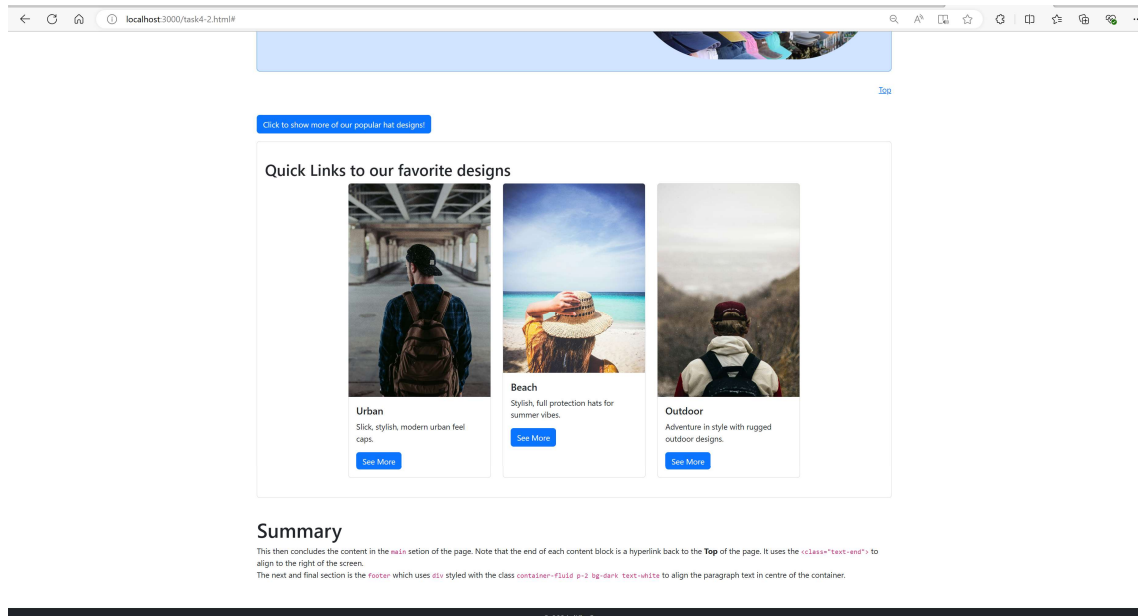 localhost:3000/task4-2.html#
Top
Click to show more of our popular hat designs!
Quick Links to our favorite designs
Urban
Slick, stylish, modern urban feel
caps.
See More
Beach
Stylish, full protection hats for
summer vibes.
See More
Outdoor
Adventure in style with rugged
outdoor designs.
See More
Summary
This then concludes the content in the main setion of the page. Note that the end of each content block is a hyperlink back to the Top of the page. It uses the <class="text-end"> to
align to the right of the screen.
The next and final section is the footer which uses div styled with the class container-fluid p-2 bg-dark text-white to align the paragraph text in centre of the container.